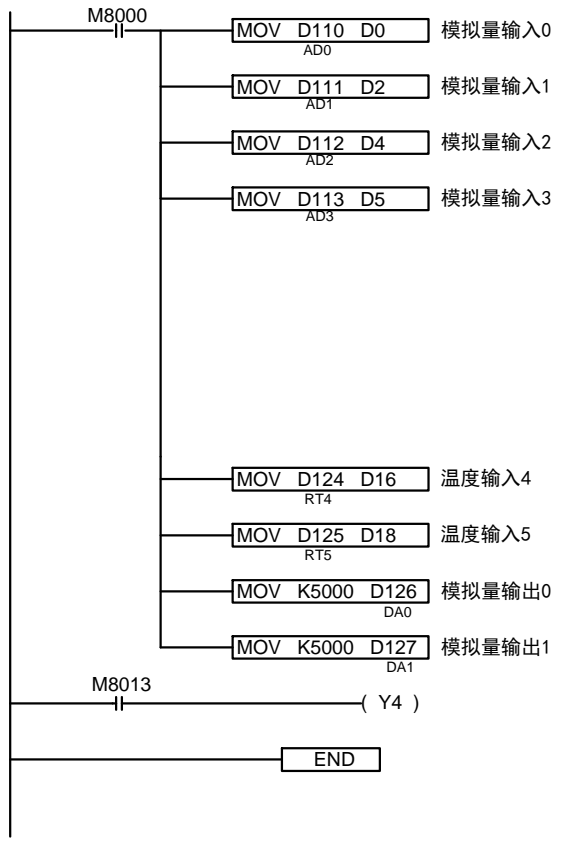 M8000
MOV D110 D0 模拟量输入0
AD0
MOV D111 D2 模拟量输入1
AD1
MOV D112 D4 模拟量输入2
AD2
MOV D113 D5 模拟量输入3
AD3
MOV D124 D16 温度输入4
RT4
MOV D125 D18 温度输入5
RT5
MOV K5000 D126 模拟量输出0
DA0
MOV K5000 D127 模拟量输出1
DA1
M8013
( Y4 )
END